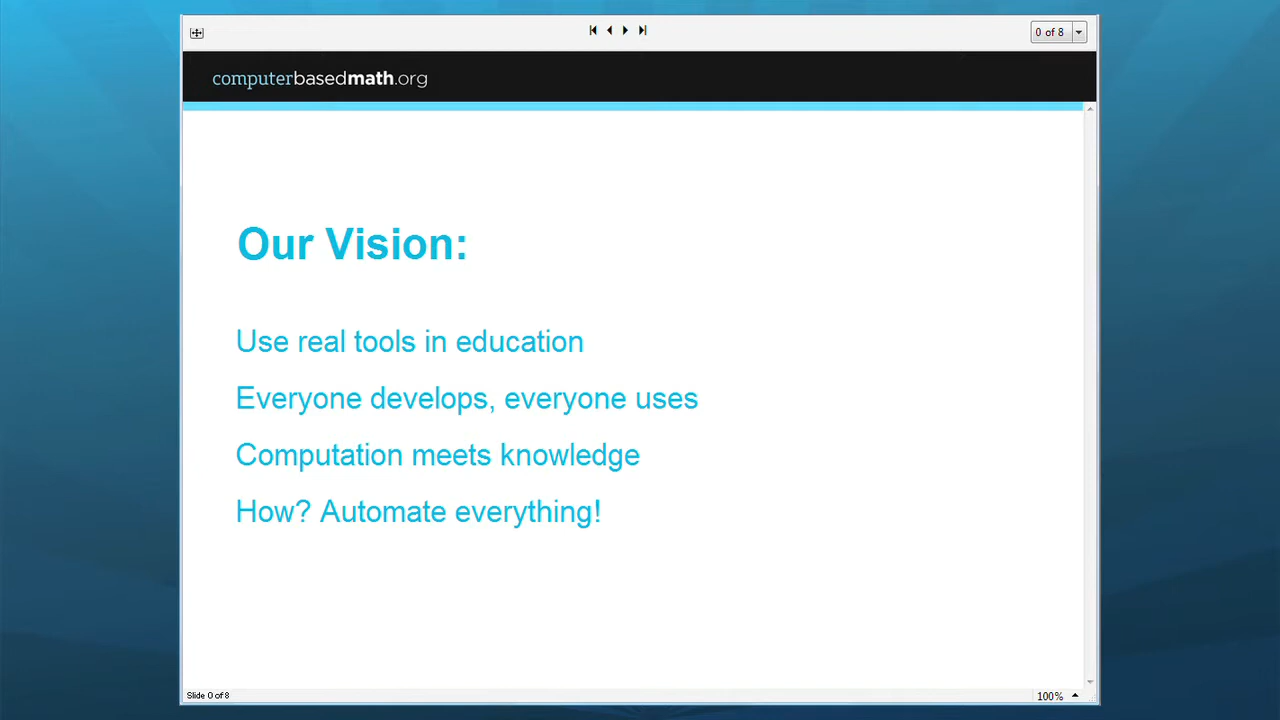 0 of 8
computerbasedmath.org
Our Vision:
Use real tools in education
Everyone develops, everyone uses
Computation meets knowledge
How? Automate everything!
Slide 0 of 8
100%